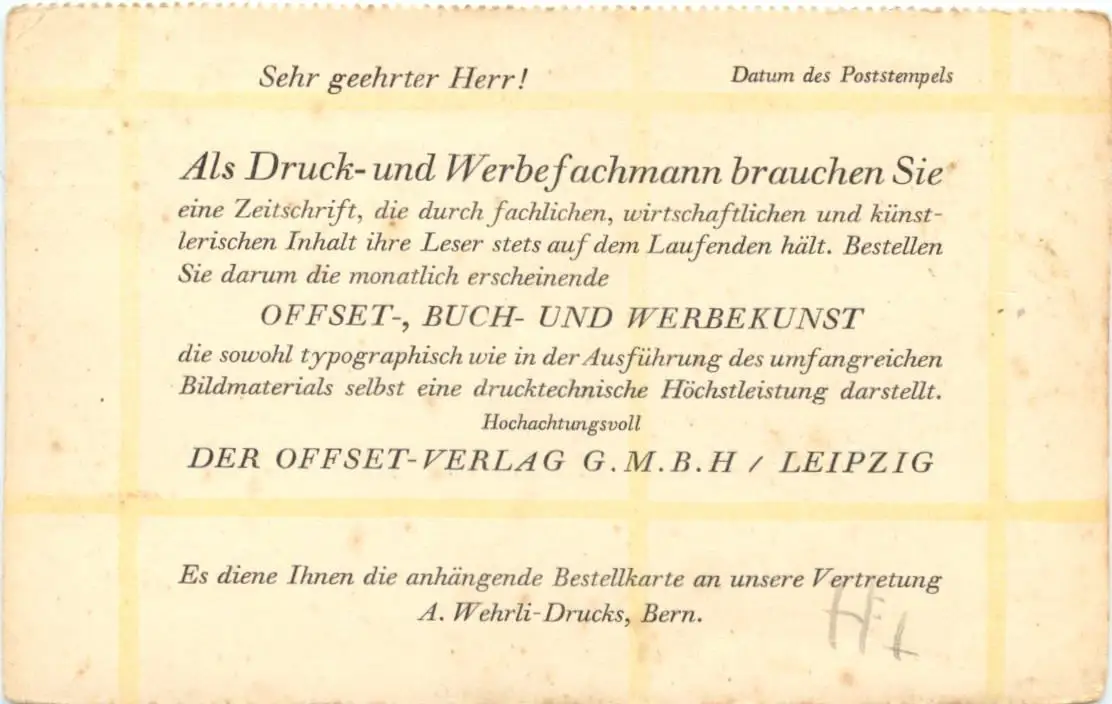 Sehr geehrter Herr!
Datum des Poststempels
Als Druck- und Werbefachmann brauchen Sie
eine Zeitschrift, die durch fachlichen, wirtschaftlichen und künst-
lerischen Inhalt ihre Leser stets auf dem Laufenden hält. Bestellen
Sie darum die monatlich erscheinende
OFFSET-, BUCH- UND WERBEKUNST
die sowohl typographisch wie in der Ausführung des umfangreichen
Bildmaterials selbst eine drucktechnische Höchstleistung darstellt.
Hochachtungsvoll
DER OFFSET-VERLAG G.M.B.H / LEIPZIG
Es diene Ihnen die anhängende Bestellkarte an unsere Vertretung
A. Wehrli-Drucks, Bern.